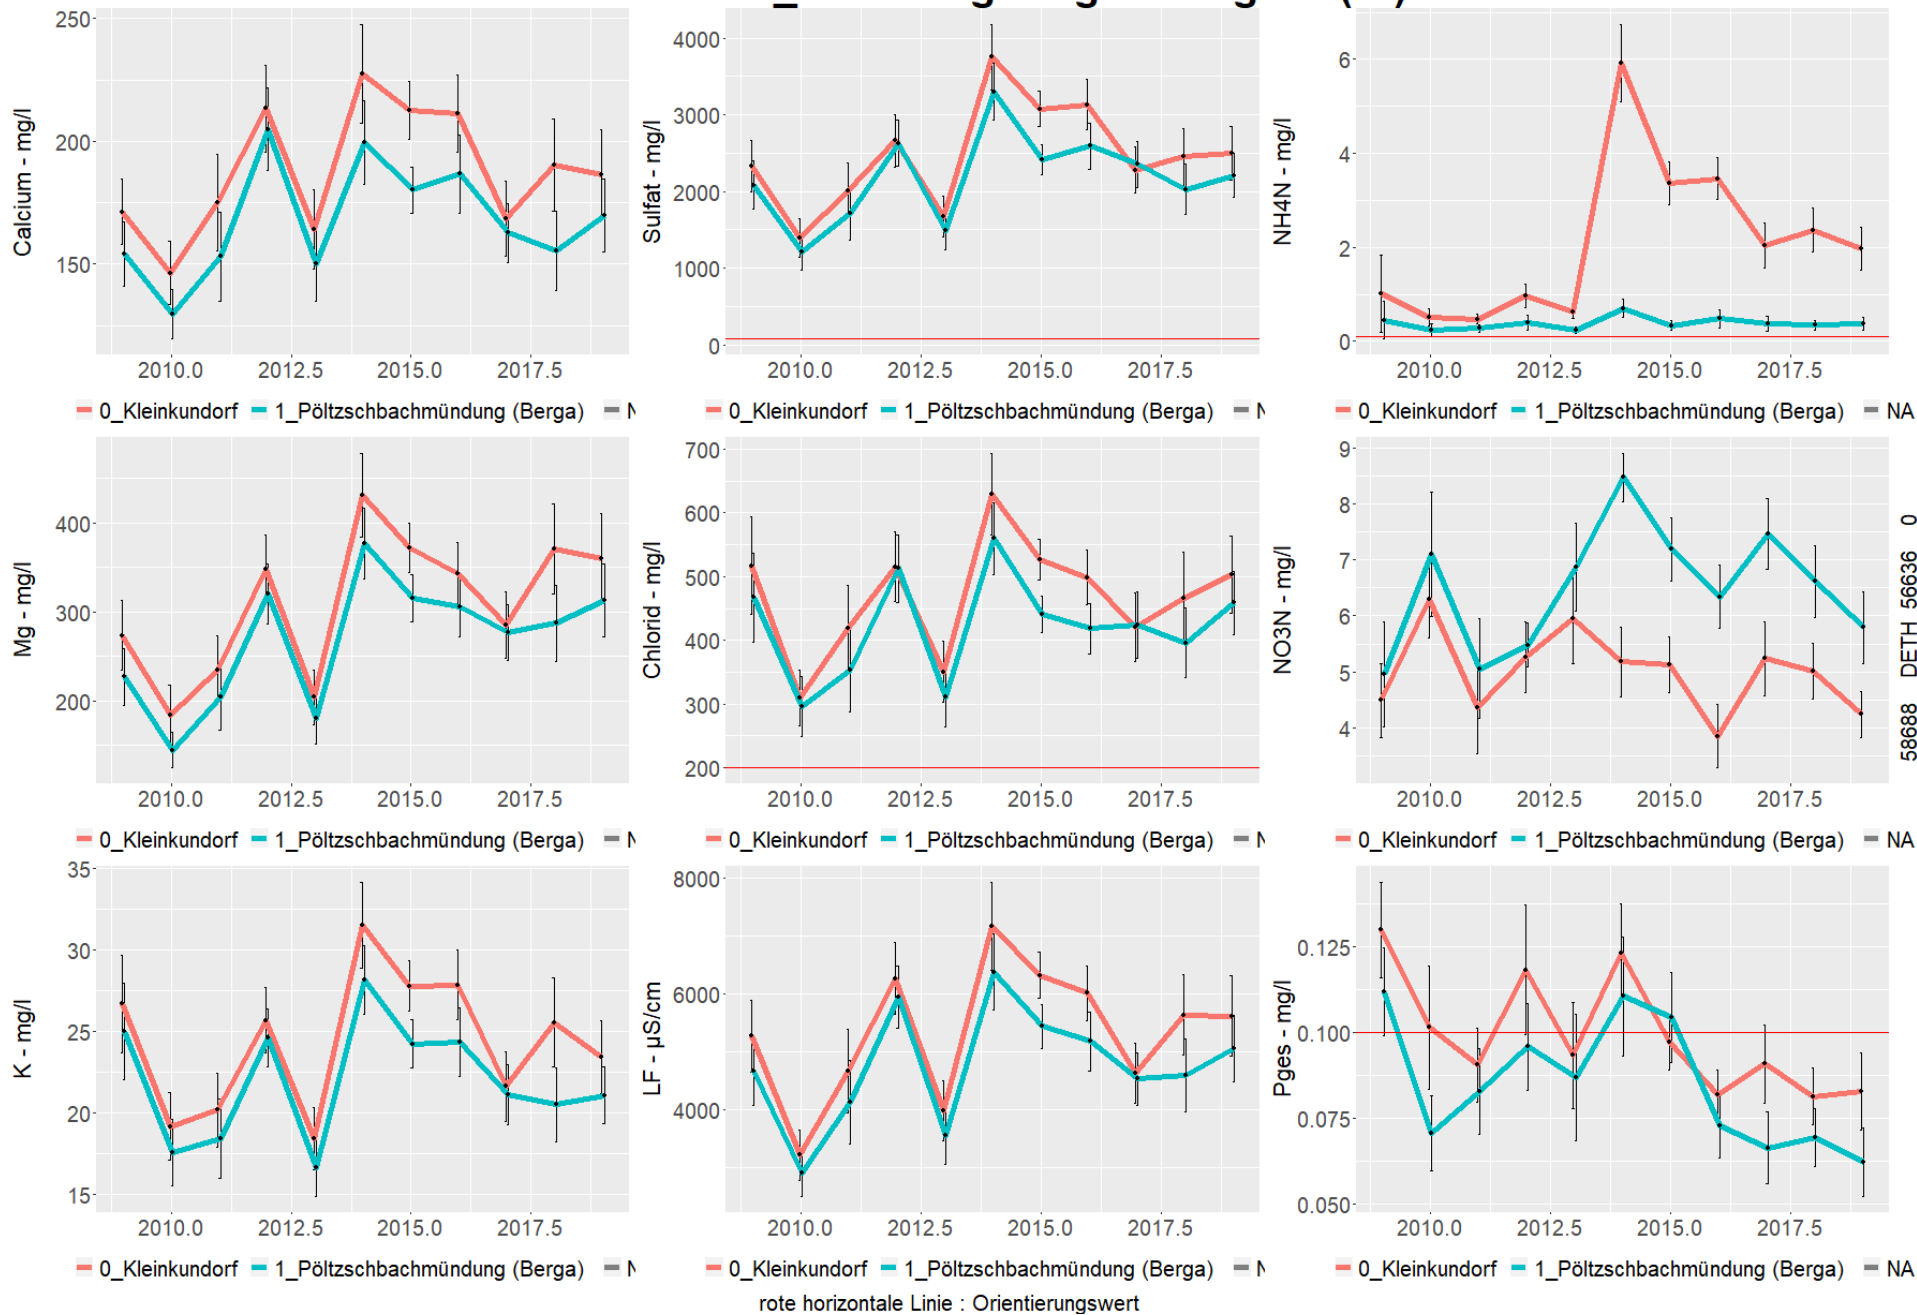 250
200
150
Calcium - mg/l
2010.0 2012.5 2015.0 2017.5
0_Kleinkundorf 1_Pöltzschbachmündung (Berga)
4000
3000
2000
1000
0
Sulfat - mg/l
2010.0 2012.5 2015.0 2017.5
0_Kleinkundorf 1_Pöltzschbachmündung (Berga)
6
4
2
0
NH4N - mg/l
2010.0 2012.5 2015.0 2017.5
0_Kleinkundorf 1_Pöltzschbachmündung (Berga) NA
400
300
200
Mg - mg/l
2010.0 2012.5 2015.0 2017.5
0_Kleinkundorf 1_Pöltzschbachmündung (Berga)
700
600
500
400
300
200
Chlorid - mg/l
2010.0 2012.5 2015.0 2017.5
0_Kleinkundorf 1_Pöltzschbachmündung (Berga)
9
8
7
6
5
4
NO3N - mg/l
2010.0 2012.5 2015.0 2017.5
0_Kleinkundorf 1_Pöltzschbachmündung (Berga) NA
58688 DETH 56636 0
35
30
25
20
15
K - mg/l
2010.0 2012.5 2015.0 2017.5
0_Kleinkundorf 1_Pöltzschbachmündung (Berga)
8000
6000
4000
LF - µS/cm
2010.0 2012.5 2015.0 2017.5
0_Kleinkundorf 1_Pöltzschbachmündung (Berga)
0.125
0.100
0.075
0.050
Pges - mg/l
2010.0 2012.5 2015.0 2017.5
0_Kleinkundorf 1_Pöltzschbachmündung (Berga) NA
rote horizontale Linie : Orientierungswert